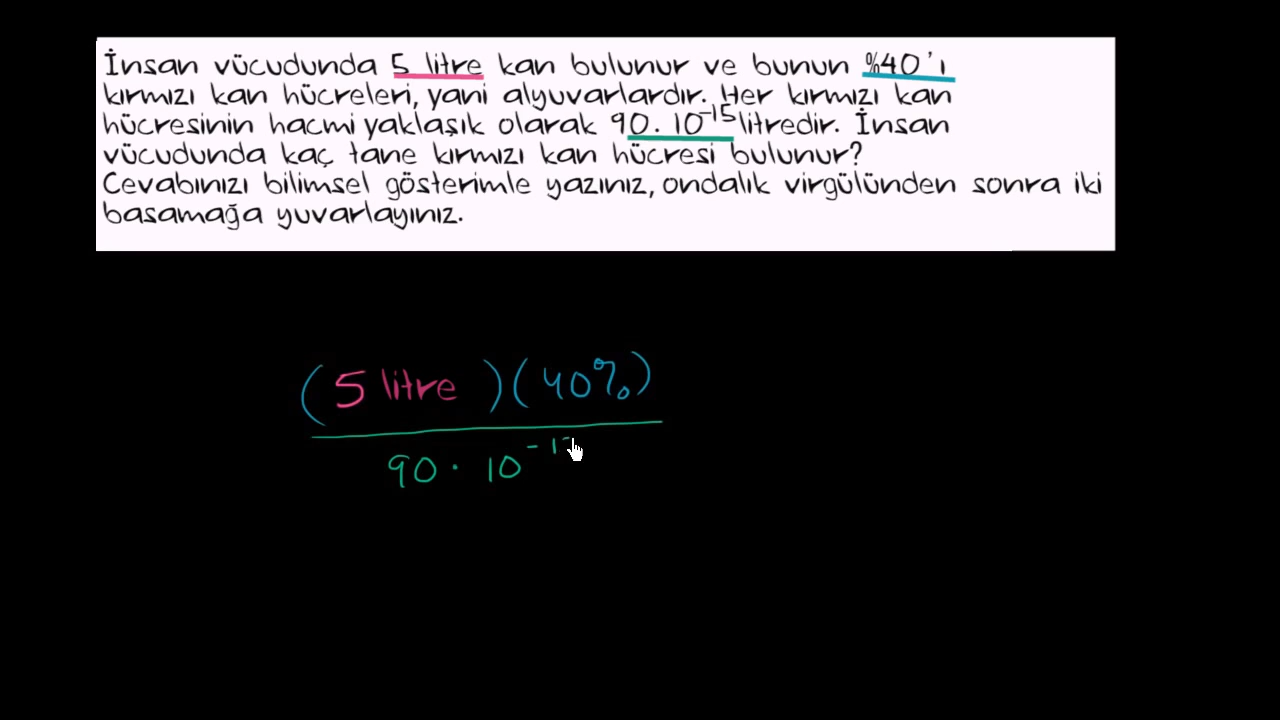 İnsan vücudunda 5 litre kan bulunur ve bunun %40'ı
kırmızı kan hücreleri, yani alyuvarlardır. Her kırmızı kan
hücresinin hacmi yaklaşık olarak 90. 10⁻¹⁵ litredir. İnsan
vücudunda kaç tane kırmızı kan hücresi bulunur?
Cevabınızı bilimsel gösterimle yazınız, ondalık virgülünden sonra iki
basamağa yuvarlayınız.
(5 litre)(40%)
90 · 10⁻¹